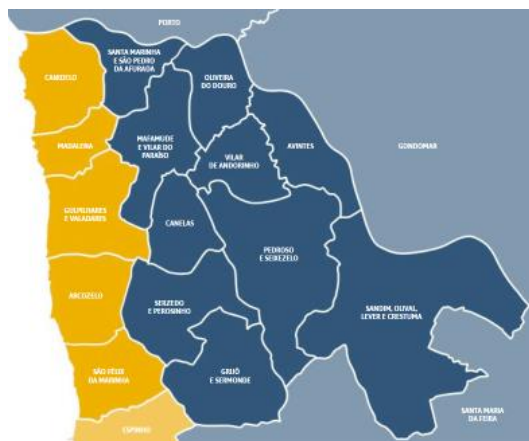 PORTO
SANTA MARINHA
E SÃO PEDRO
DA AFURADA
CANIDELO
OLIVEIRA
DO DOURO
MADALENA
MAFAMUDE
E VILAR DO
PARAÍSO
VILAR
DE ANDORINHO
AVINTES
GONDOMAR
GULPILHARES
E VALADARES
CANELAS
PEDROSO
E SEIXEZELO
ARCOZELO
SERZEDO
E PEROSINHO
SANDIM, OLIVAL,
LEVER E CRESTUMA
SÃO FÉLIX
DA MARINHA
GRIJÓ
E SERMONDE
SANTA MARIA
DA FEIRA
ESPINHO